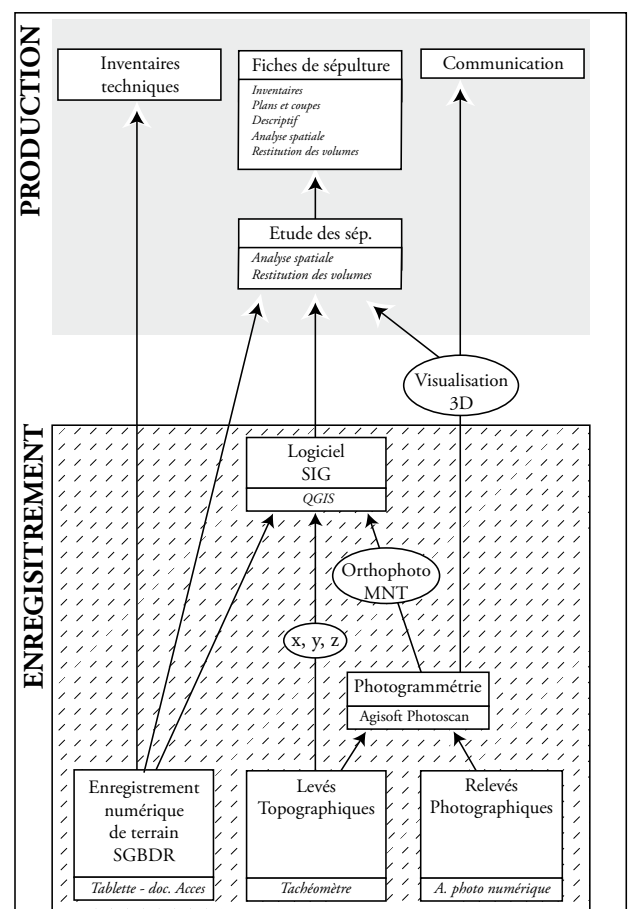 PRODUCTION
Inventaires
techniques
Fiches de sépulture
Inventaires
Plans et coupes
Descriptif
Analyse spatiale
Restitution des volumes
Communication
Etude des sép.
Analyse spatiale
Restitution des volumes
Visualisation
3D
ENREGISITREMENT
Logiciel
SIG
QGIS
Orthophoto
MNT
x, y, z
Photogrammétrie
Agisoft Photoscan
Enregistrement
numérique
de terrain
SGBDR
Tablette - doc. Acces
Levés
Topographiques
Tachéomètre
Relevés
Photographiques
A. photo numérique